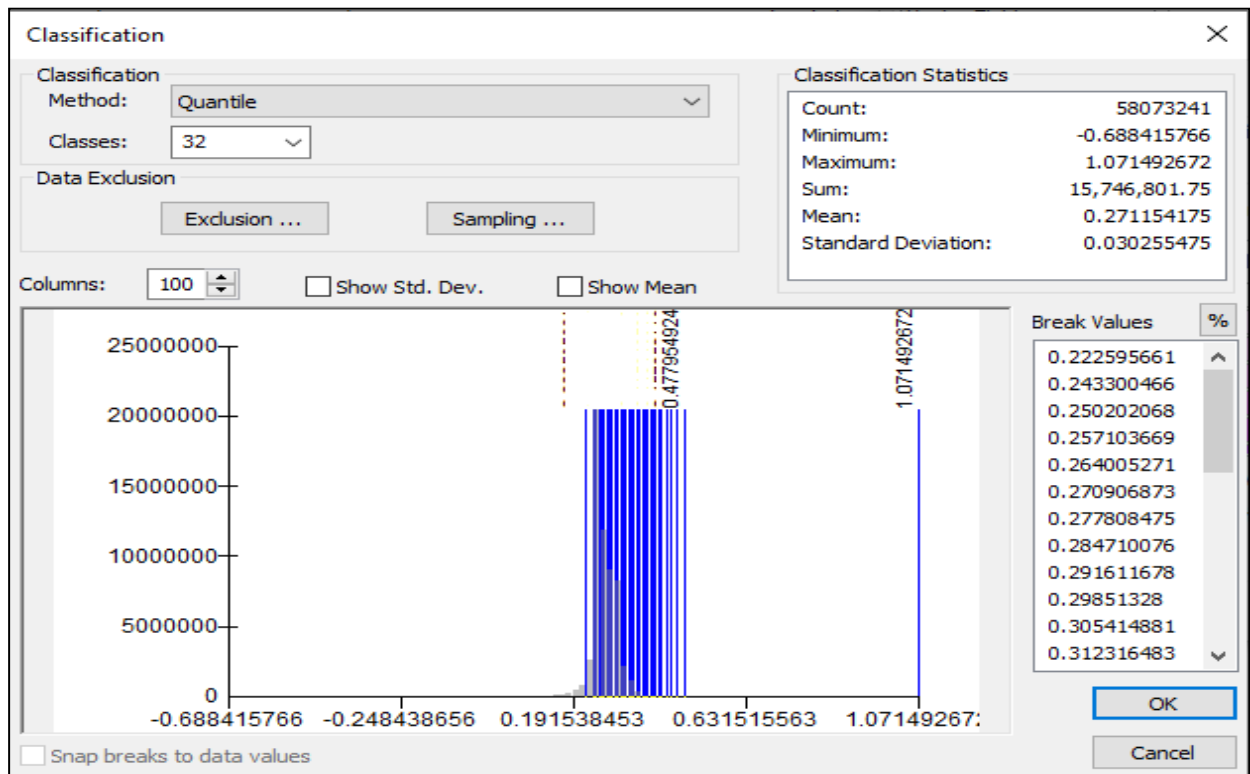 Classification
Classification
Method: Quantile
Classes: 32
Data Exclusion
Exclusion ...
Sampling ...
Classification Statistics
Count: 58073241
Minimum: -0.688415766
Maximum: 1.071492672
Sum: 15,746,801.75
Mean: 0.271154175
Standard Deviation: 0.030255475
Columns: 100
Show Std. Dev.
Show Mean
25000000
20000000
15000000
10000000
5000000
0
0.477954924
1.071492672
-0.688415766 -0.248438656 0.191538453 0.631515563 1.071492672
Break Values %
0.222595661
0.243300466
0.250202068
0.257103669
0.264005271
0.270906873
0.277808475
0.284710076
0.291611678
0.29851328
0.305414881
0.312316483
OK
Snap breaks to data values
Cancel